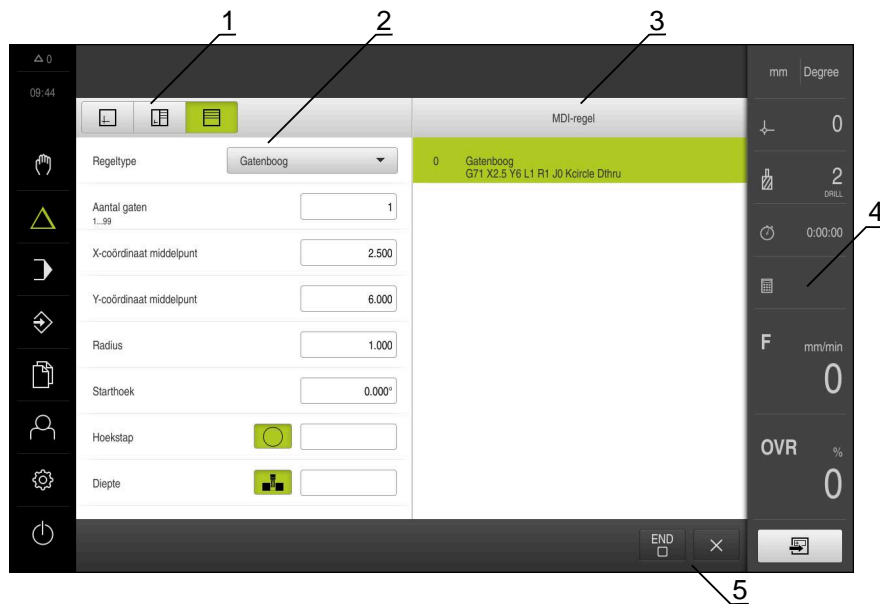 1
2
3
0
09:44
mm Degree
MDI-regel
0
Regeltype
Gatenboog
0 Gatenboog
G71 X2.5 Y6 L1 R1 J0 Kcircle Dthru
2
DRILL
Aantal gaten
1...99
1
4
0:00:00
X-coördinaat middelpunt
2.500
Y-coördinaat middelpunt
6.000
Radius
1.000
F mm/min
0
Starthoek
0.000°
Hoekstap
OVR %
0
Diepte
END
5